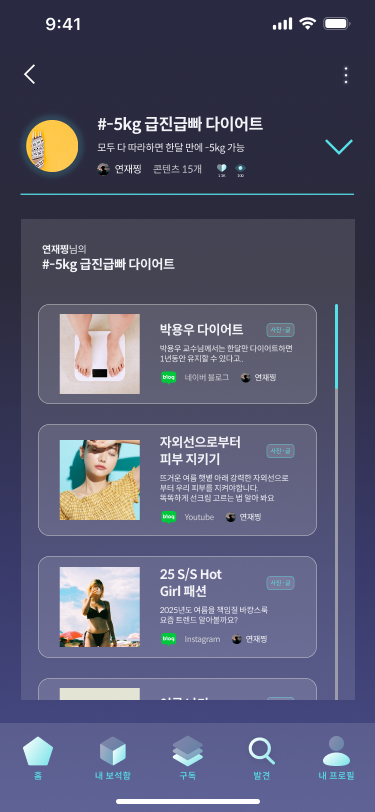 9:41
#-5kg 급진급빠 다이어트
모두 다 따라하면 한달 만에 -5kg 가능
연재찡 콘텐츠 15개
연재찡님의
#-5kg 급진급빠 다이어트
박용우 다이어트
사진·글
박용우 교수님께서는 한달만 다이어트하면
1년동안 유지할 수 있다고..
blog 네이버 블로그 연재찡
자외선으로부터
피부 지키기
사진·글
뜨거운 여름 햇볕 아래 강력한 자외선으로
부터 우리 피부를 지켜야합니다.
똑똑하게 선크림 고르는 법 알아 봐요
blog Youtube 연재찡
25 S/S Hot
Girl 패션
사진·글
2025년도 여름을 책임질 바캉스룩
요즘 트렌드 알아볼까요?
blog Instagram 연재찡
홈 내 보석함 구독 발견 내 프로필